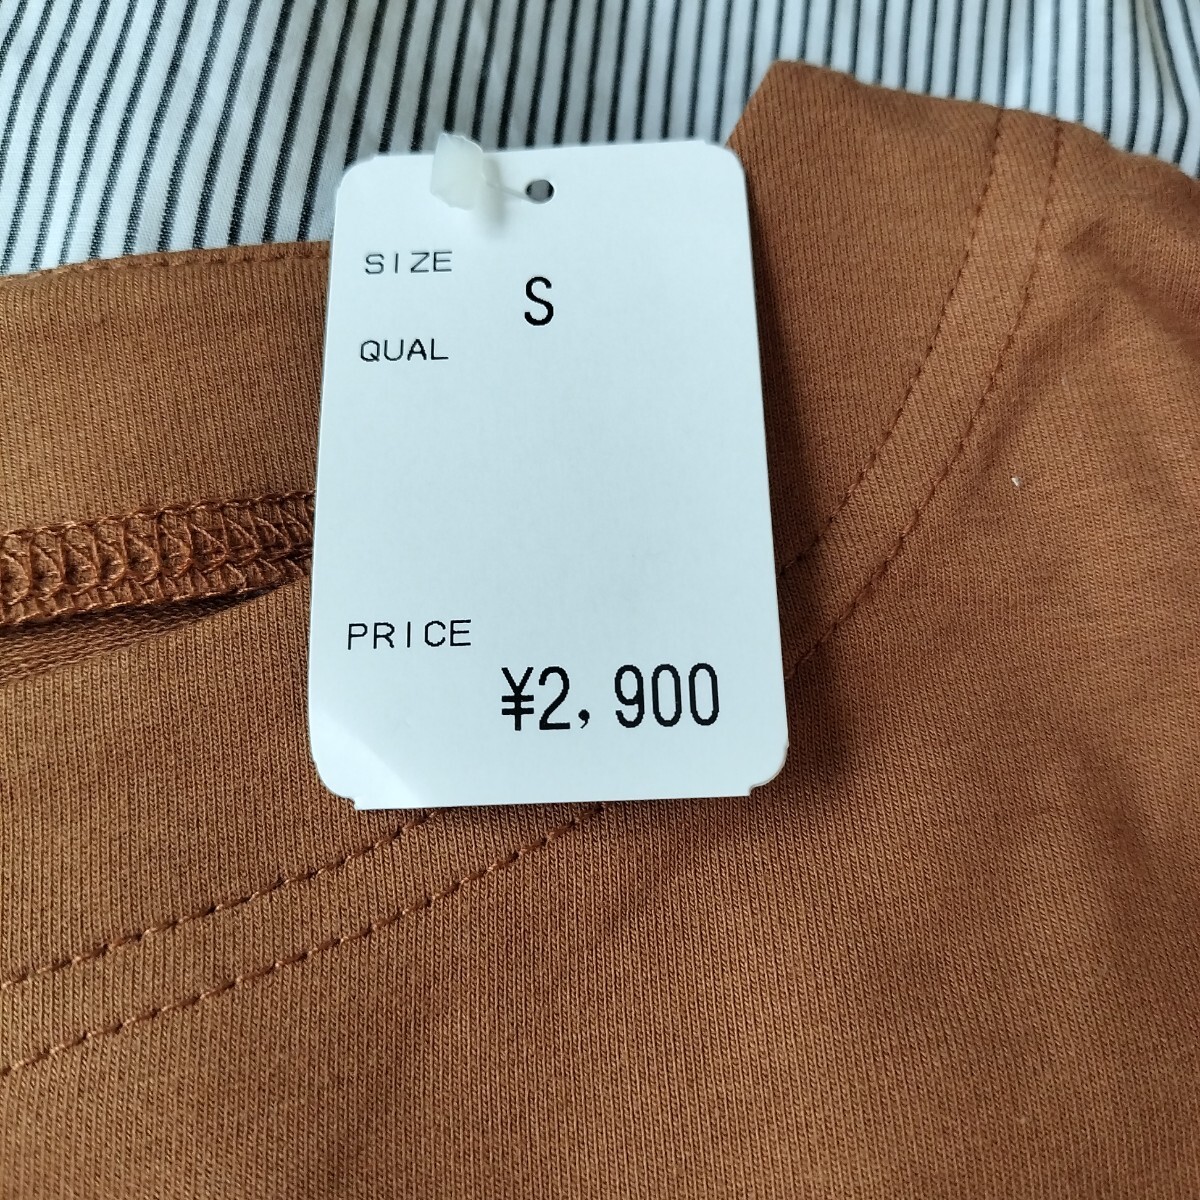 SIZE
S
QUAL
PRICE
¥2,900